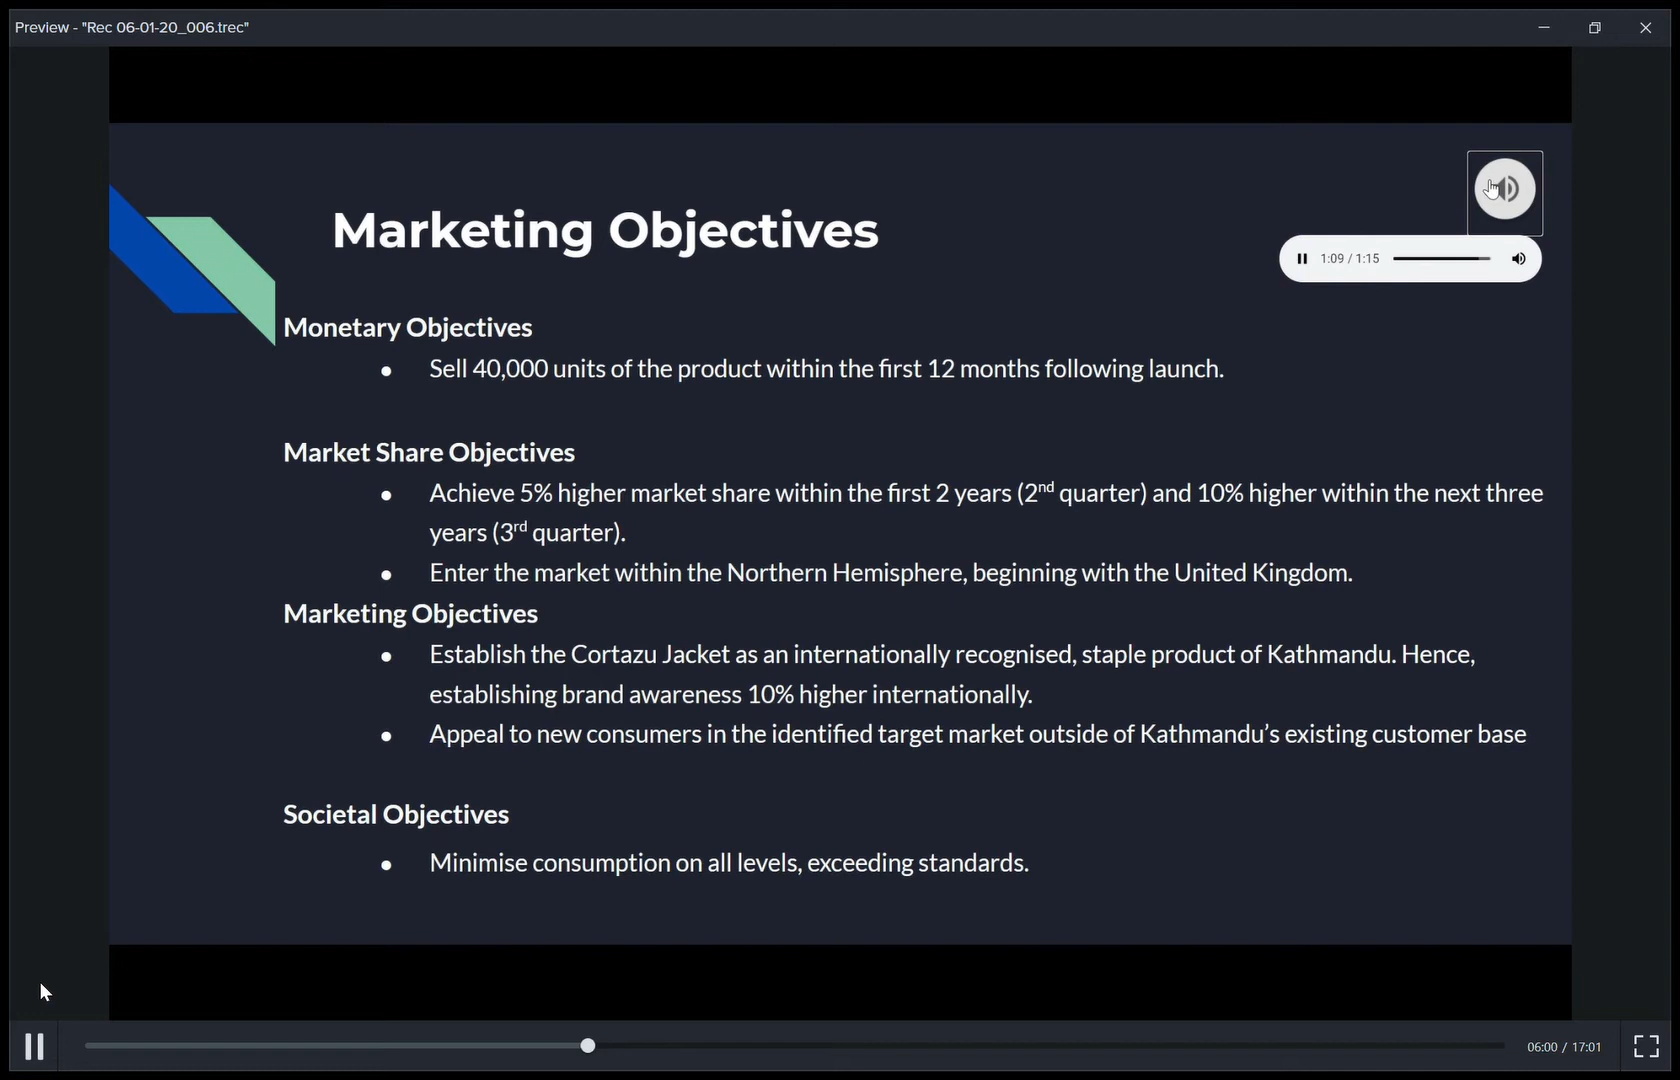 Preview - "Rec 06-01-20_006.trec"
Marketing Objectives
1:09 / 1:15
Monetary Objectives
● Sell 40,000 units of the product within the first 12 months following launch.
Market Share Objectives
● Achieve 5% higher market share within the first 2 years (2nd quarter) and 10% higher within the next three
years (3rd quarter).
● Enter the market within the Northern Hemisphere, beginning with the United Kingdom.
Marketing Objectives
● Establish the Cortazu Jacket as an internationally recognised, staple product of Kathmandu. Hence,
establishing brand awareness 10% higher internationally.
● Appeal to new consumers in the identified target market outside of Kathmandu’s existing customer base
Societal Objectives
● Minimise consumption on all levels, exceeding standards.
06:00 / 17:01